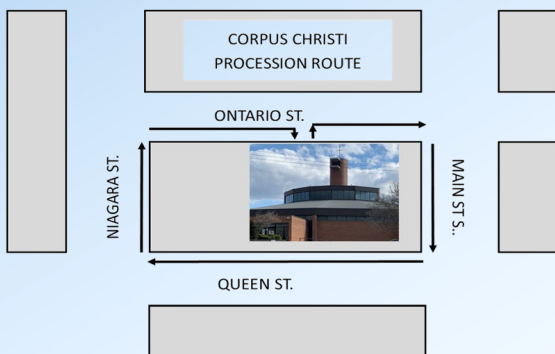 CORPUS CHRISTI
PROCESSION ROUTE
ONTARIO ST.
NIAGARA ST.
MAIN ST S..
QUEEN ST.